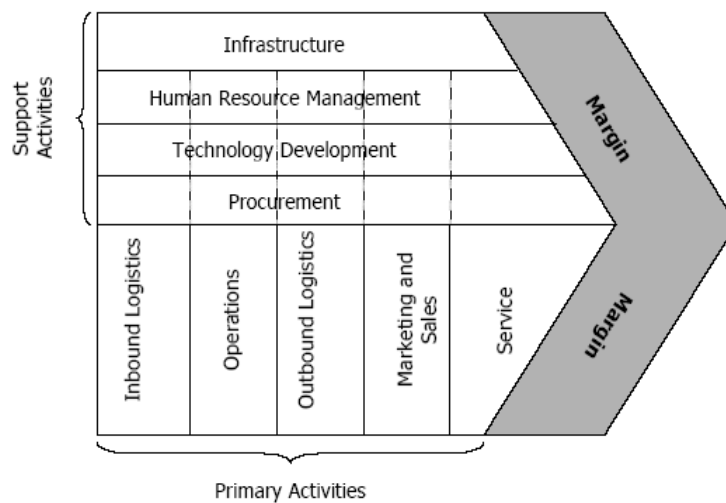 Support
Activities
Infrastructure
Human Resource Management
Technology Development
Procurement
Inbound Logistics
Operations
Outbound Logistics
Marketing and
Sales
Service
Margin
Margin
Primary Activities